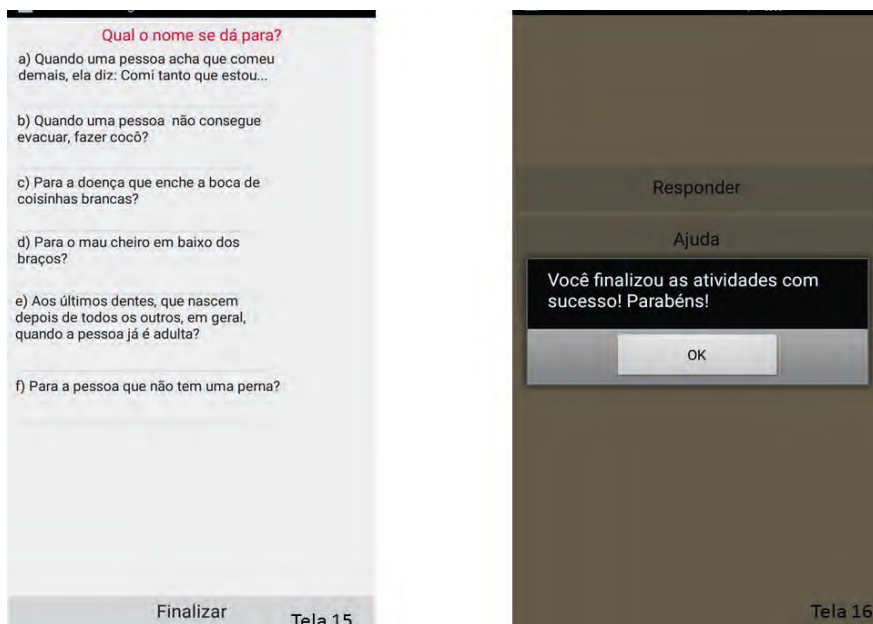 Qual o nome se dá para?
a) Quando uma pessoa acha que comeu
demais, ela diz: Comi tanto que estou...
b) Quando uma pessoa não consegue
evacuar, fazer cocô?
c) Para a doença que enche a boca de
coisinhas brancas?
d) Para o mau cheiro em baixo dos
braços?
e) Aos últimos dentes, que nascem
depois de todos os outros, em geral,
quando a pessoa já é adulta?
f) Para a pessoa que não tem uma perna?
Finalizar
Tela 15
Responder
Ajuda
Você finalizou as atividades com
sucesso! Parabéns!
OK
Tela 16